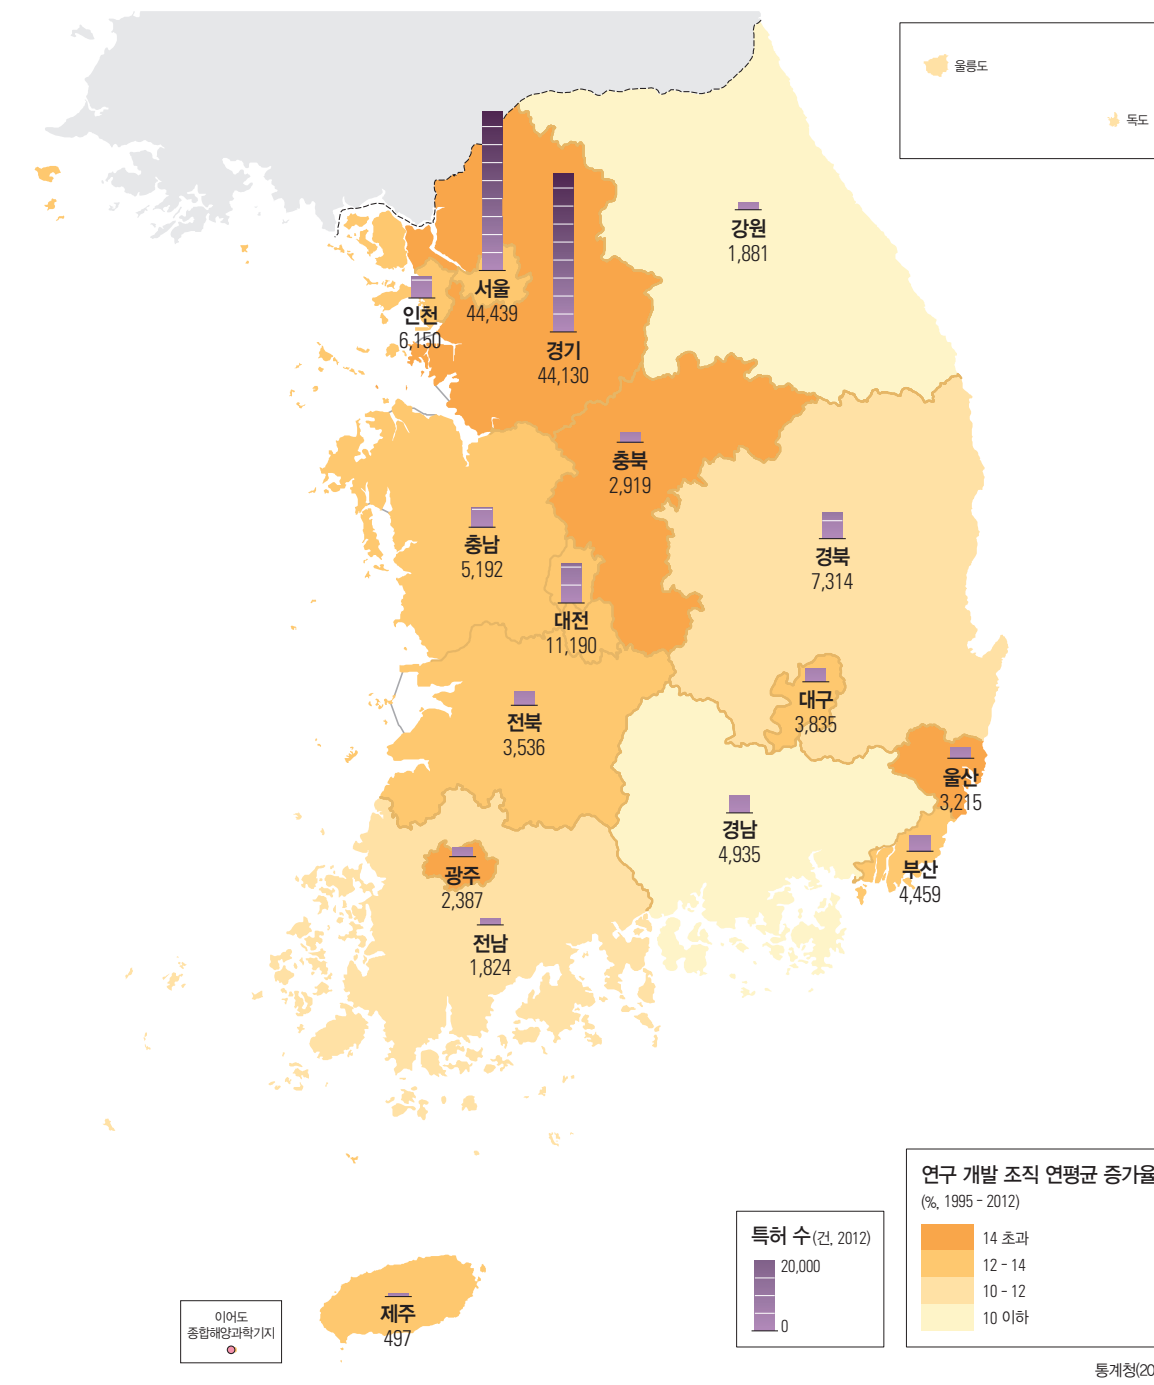 울릉도
독도
강원
1,881
서울
44,439
인천
6,150
경기
44,130
충북
2,919
충남
5,192
경북
7,314
대전
11,190
대구
3,835
전북
3,536
울산
3,215
경남
4,935
부산
4,459
광주
2,387
전남
1,824
제주
497
이어도
종합해양과학기지
특허 수(건, 2012)
20,000
0
연구 개발 조직 연평균 증가율
(%, 1995 - 2012)
14 초과
12 - 14
10 - 12
10 이하
통계청(20